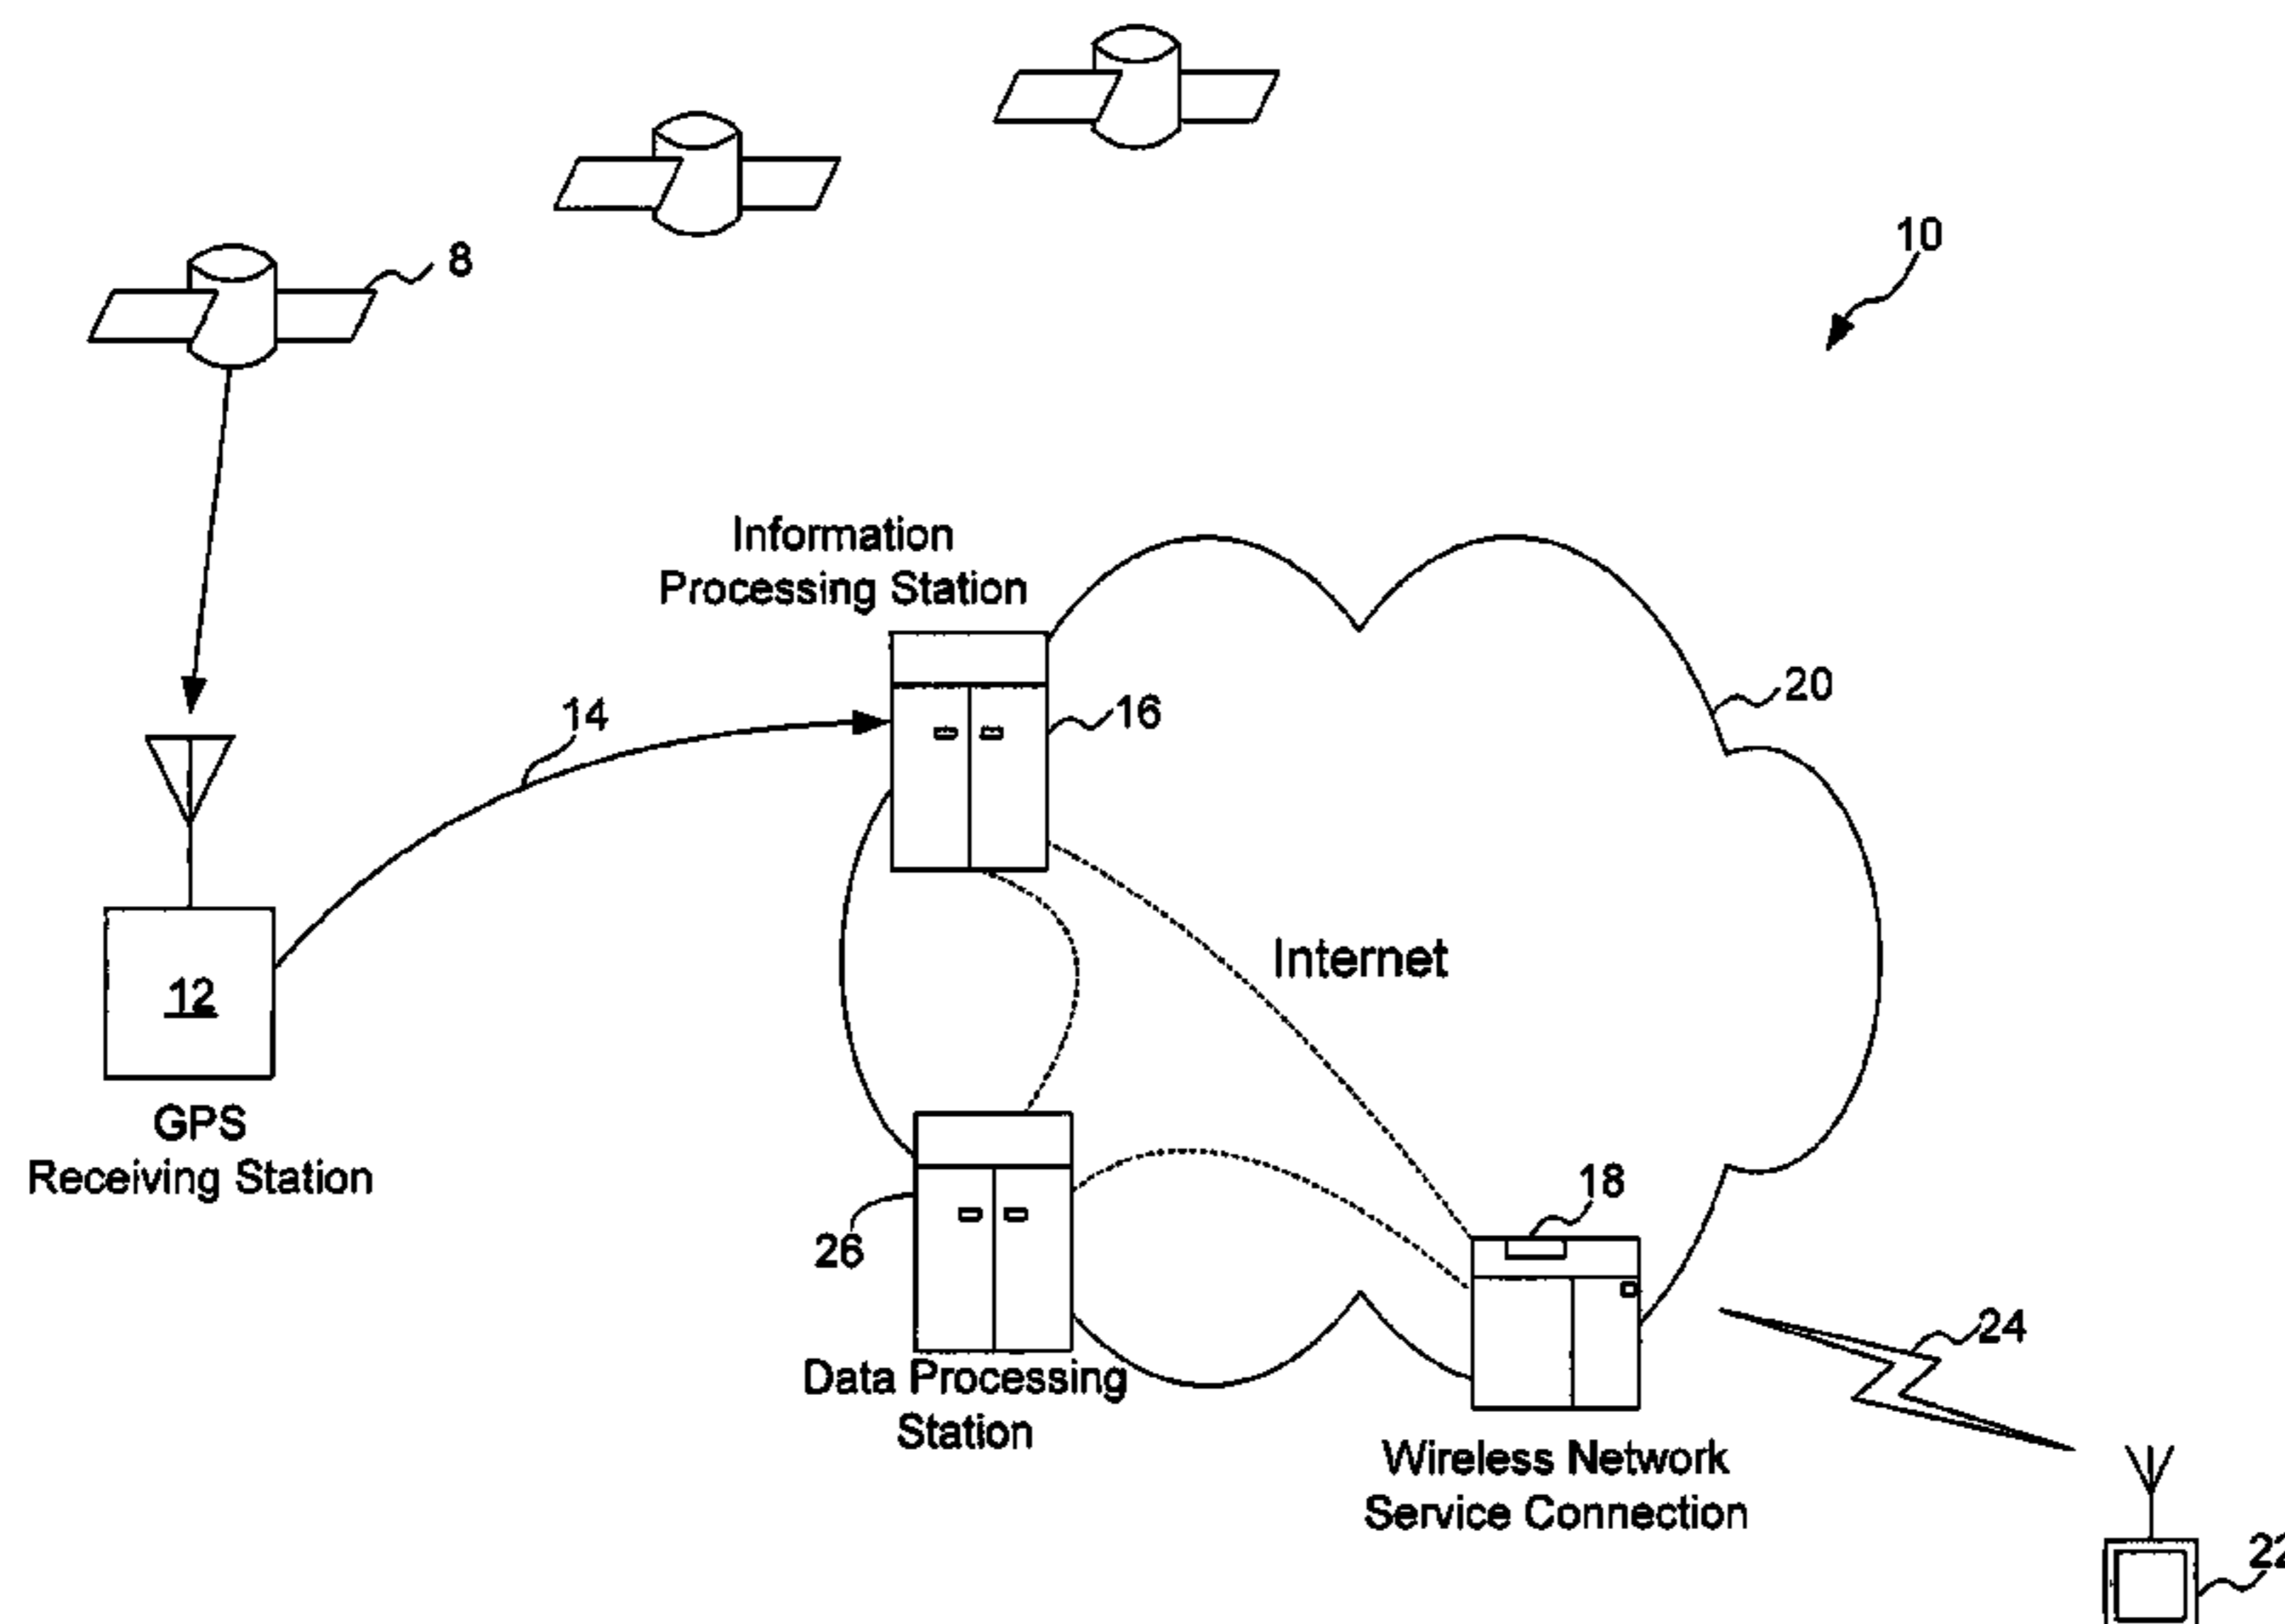 8
10
Information
Processing Station
14
16
20
12
Internet
GPS
Receiving Station
18
26
24
Data Processing
Station
Wireless Network
Service Connection
22